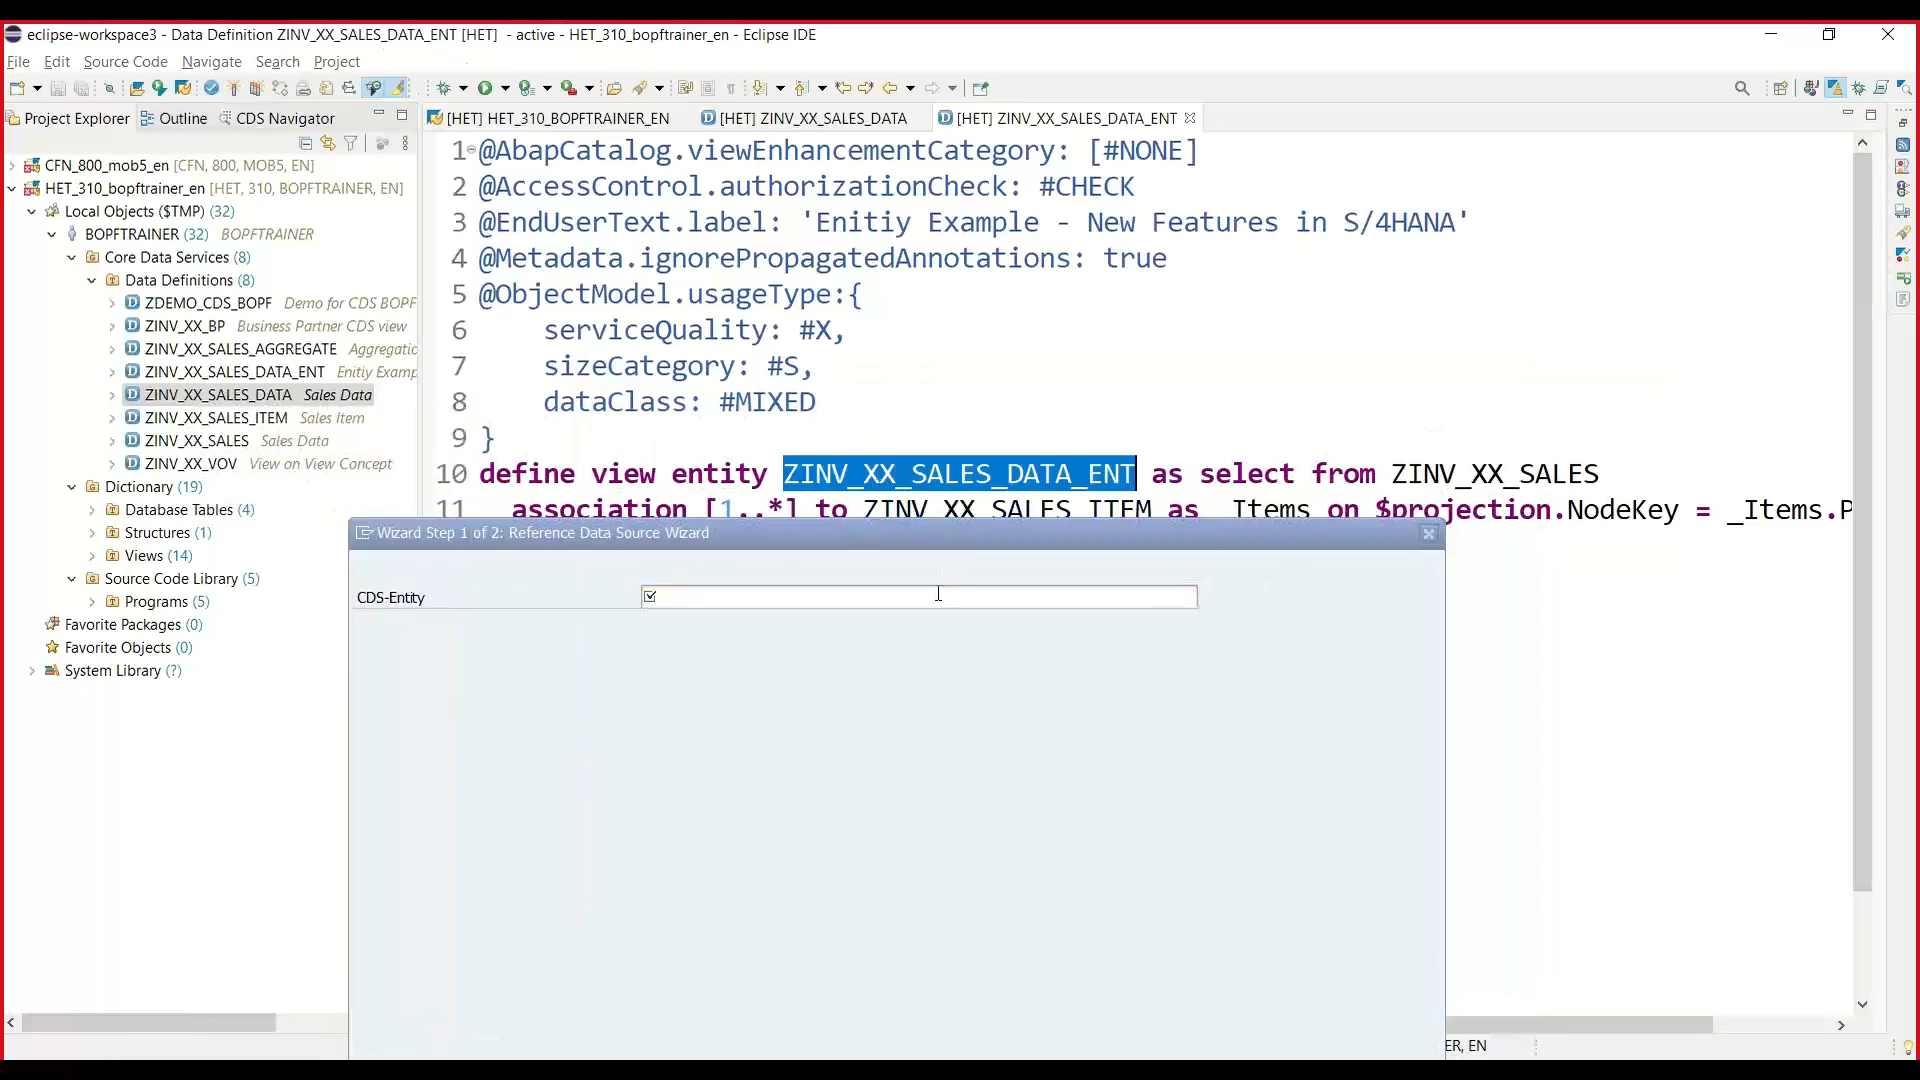 eclipse-workspace3 - Data Definition ZINV_XX_SALES_DATA_ENT [HET] - active - HET_310_bopftrainer_en - Eclipse IDE
File Edit Source Code Navigate Search Project
Project Explorer Outline CDS Navigator
[HET] HET_310_BOPFTRAINER_EN [HET] ZINV_XX_SALES_DATA [HET] ZINV_XX_SALES_DATA_ENT
CFN_800_mob5_en [CFN, 800, MOB5, EN]
HET_310_bopftrainer_en [HET, 310, BOPFTRAINER, EN]
Local Objects ($TMP) (32)
BOPFTRAINER (32) BOPFTRAINER
Core Data Services (8)
Data Definitions (8)
ZDEMO_CDS_BOPF Demo for CDS BOPF
ZINV_XX_BP Business Partner CDS view
ZINV_XX_SALES_AGGREGATE Aggregatio
ZINV_XX_SALES_DATA_ENT Enitiy Examp
ZINV_XX_SALES_DATA Sales Data
ZINV_XX_SALES_ITEM Sales Item
ZINV_XX_SALES Sales Data
ZINV_XX_VOV View on View Concept
Dictionary (19)
Database Tables (4)
Structures (1)
Views (14)
Source Code Library (5)
Programs (5)
Favorite Packages (0)
Favorite Objects (0)
System Library (?)
1 @AbapCatalog.viewEnhancementCategory: [#NONE]
2 @AccessControl.authorizationCheck: #CHECK
3 @EndUserText.label: 'Enitiy Example - New Features in S/4HANA'
4 @Metadata.ignorePropagatedAnnotations: true
5 @ObjectModel.usageType:{
6 serviceQuality: #X,
7 sizeCategory: #S,
8 dataClass: #MIXED
9 }
10 define view entity ZINV_XX_SALES_DATA_ENT as select from ZINV_XX_SALES
11 association [1..*] to ZINV_XX_SALES_ITEM as _Items on $projection.NodeKey = _Items.P
Wizard Step 1 of 2: Reference Data Source Wizard
CDS-Entity
ER, EN